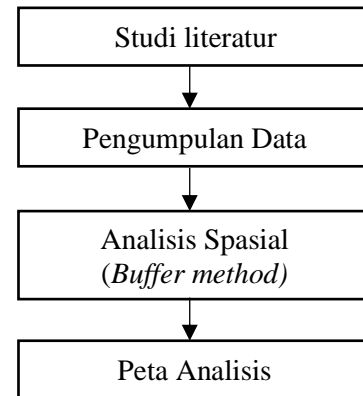 Studi literatur
Pengumpulan Data
Analisis Spasial
(Buffer method)
Peta Analisis